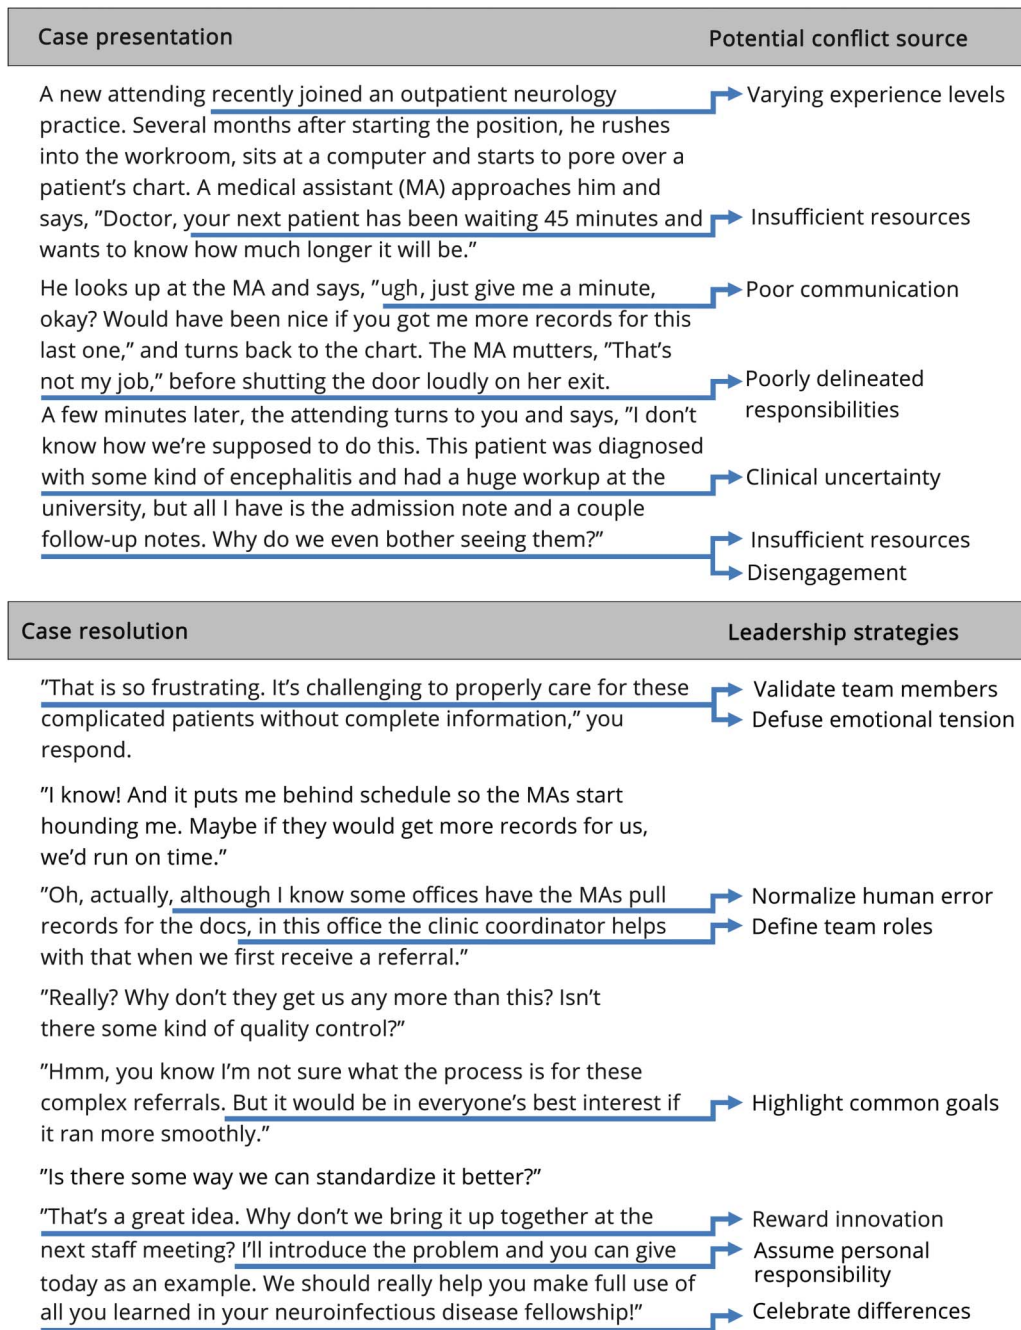 Case presentation Potential conflict source
A new attending recently joined an outpatient neurology Varying experience levels
practice. Several months after starting the position, he rushes
into the workroom, sits at a computer and starts to pore over a
patient's chart. A medical assistant (MA) approaches him and
says, ”Doctor, your next patient has been waiting 45 minutes and Insufficient resources
wants to know how much longer it will be.”
He looks up at the MA and says, ”ugh, just give me a minute, Poor communication
okay? Would have been nice if you got me more records for this
last one,” and turns back to the chart. The MA mutters, ”That's
not my job,” before shutting the door loudly on her exit. Poorly delineated
responsibilities
A few minutes later, the attending turns to you and says, ”I don't
know how we're supposed to do this. This patient was diagnosed
with some kind of encephalitis and had a huge workup at the Clinical uncertainty
university, but all I have is the admission note and a couple
follow-up notes. Why do we even bother seeing them?” Insufficient resources
Disengagement
Case resolution Leadership strategies
”That is so frustrating. It's challenging to properly care for these Validate team members
complicated patients without complete information,” you Defuse emotional tension
respond.
”I know! And it puts me behind schedule so the MAs start
hounding me. Maybe if they would get more records for us,
we'd run on time.”
”Oh, actually, although I know some offices have the MAs pull Normalize human error
records for the docs, in this office the clinic coordinator helps Define team roles
with that when we first receive a referral.”
”Really? Why don't they get us any more than this? Isn't
there some kind of quality control?”
”Hmm, you know I'm not sure what the process is for these
complex referrals. But it would be in everyone's best interest if Highlight common goals
it ran more smoothly.”
”Is there some way we can standardize it better?”
”That's a great idea. Why don't we bring it up together at the Reward innovation
next staff meeting? I'll introduce the problem and you can give Assume personal
responsibility
today as an example. We should really help you make full use of
all you learned in your neuroinfectious disease fellowship!” Celebrate differences